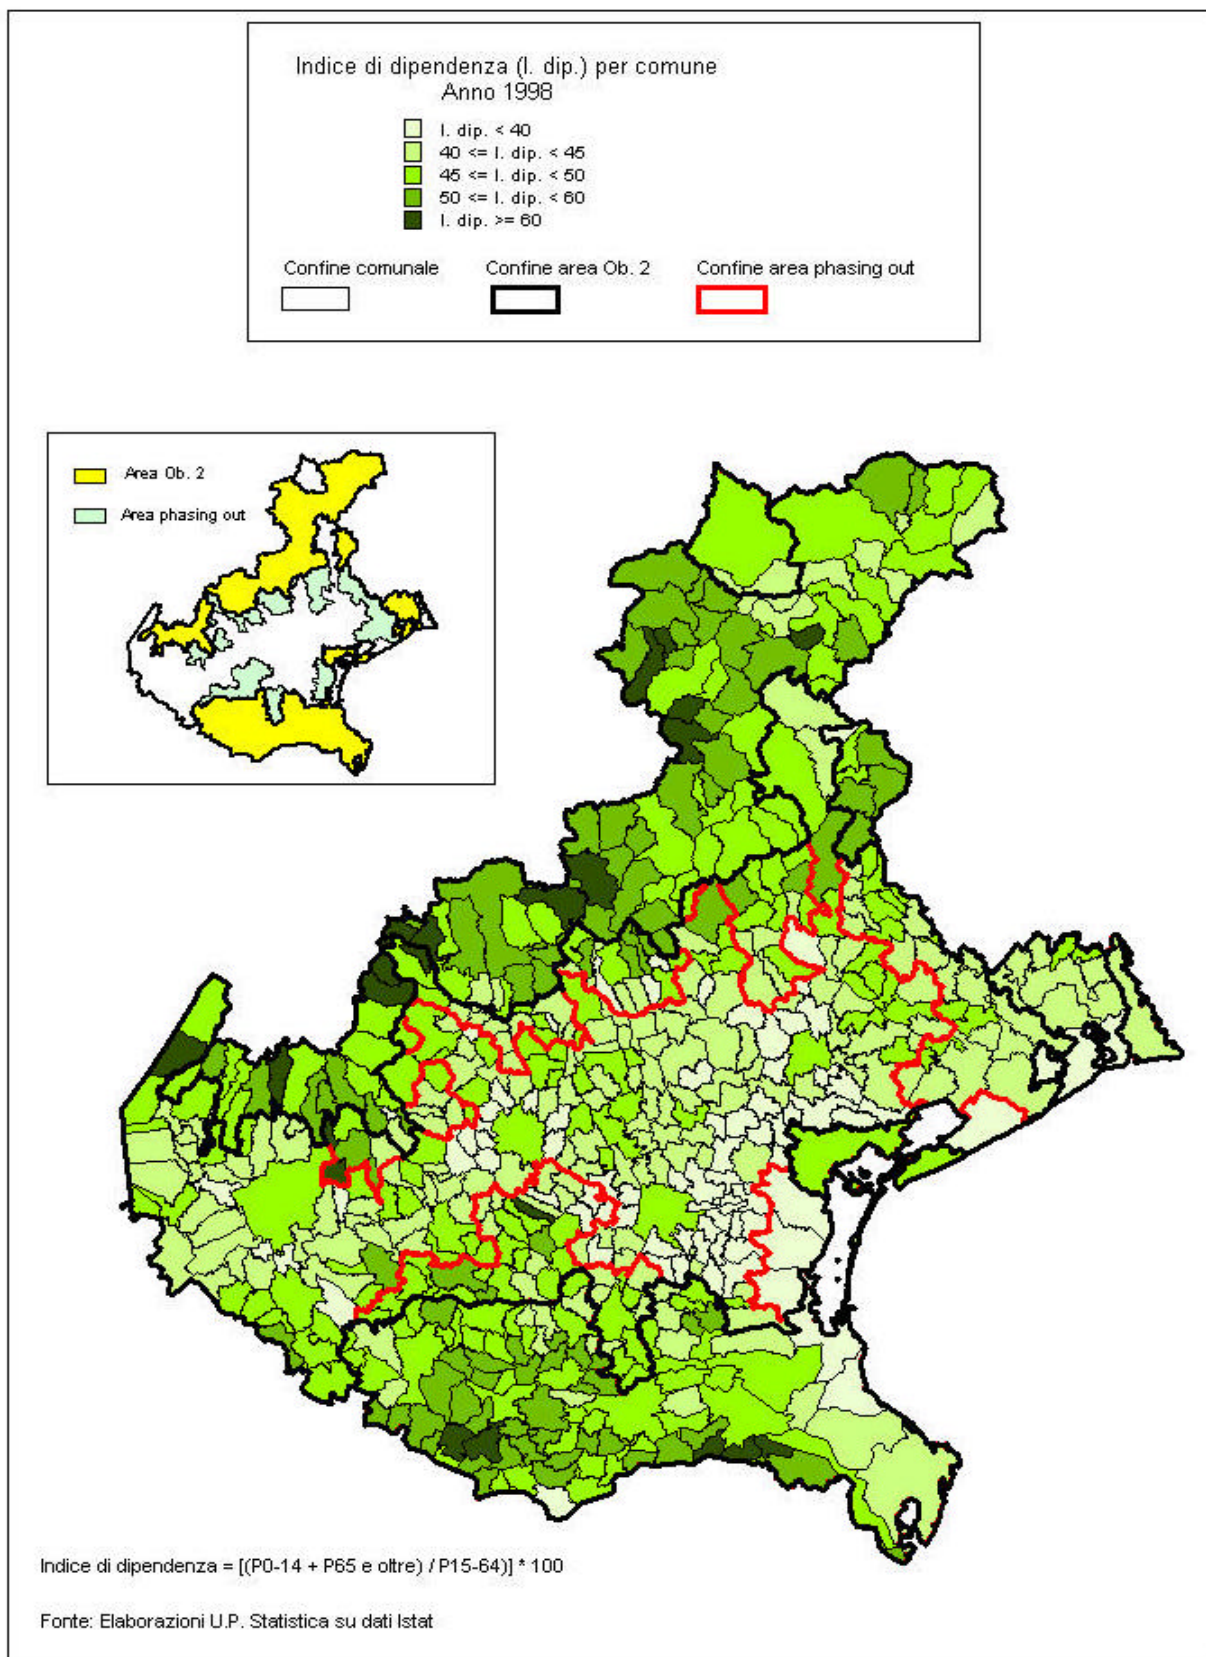 Indice di dipendenza (I. dip.) per comune
Anno 1998
I. dip. < 40
40 <= I. dip. < 45
45 <= I. dip. < 50
50 <= I. dip. < 60
I. dip. >= 60
Confine comunale
Confine area Ob. 2
Confine area phasing out
Area Ob. 2
Area phasing out
Indice di dipendenza = [(P0-14 + P65 e oltre) / P15-64)] * 100
Fonte: Elaborazioni U.P. Statistica su dati Istat